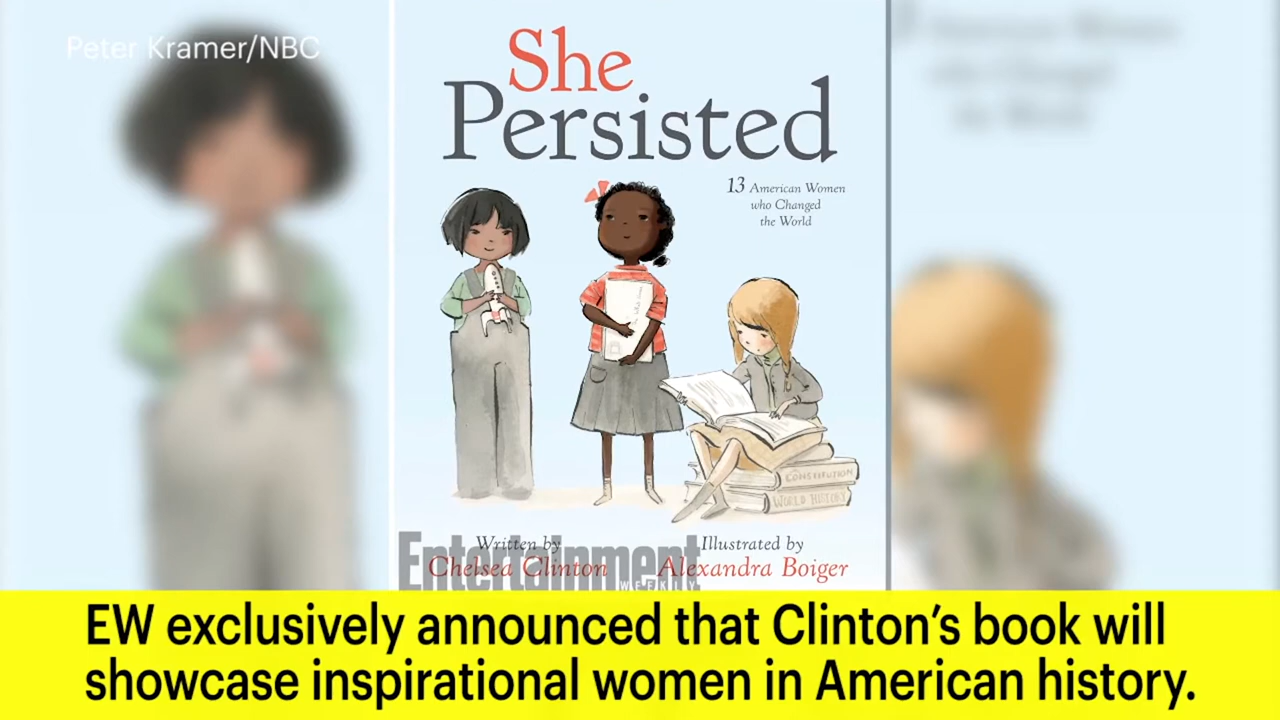 Peter Kramer/NBC
She
Persisted
13 American Women
who Changed
the World
CONSTITUTION
WORLD HISTORY
Written by
Chelsea Clinton
Illustrated by
Alexandra Boiger
Entertainment
WEEKLY
EW exclusively announced that Clinton's book will
showcase inspirational women in American history.